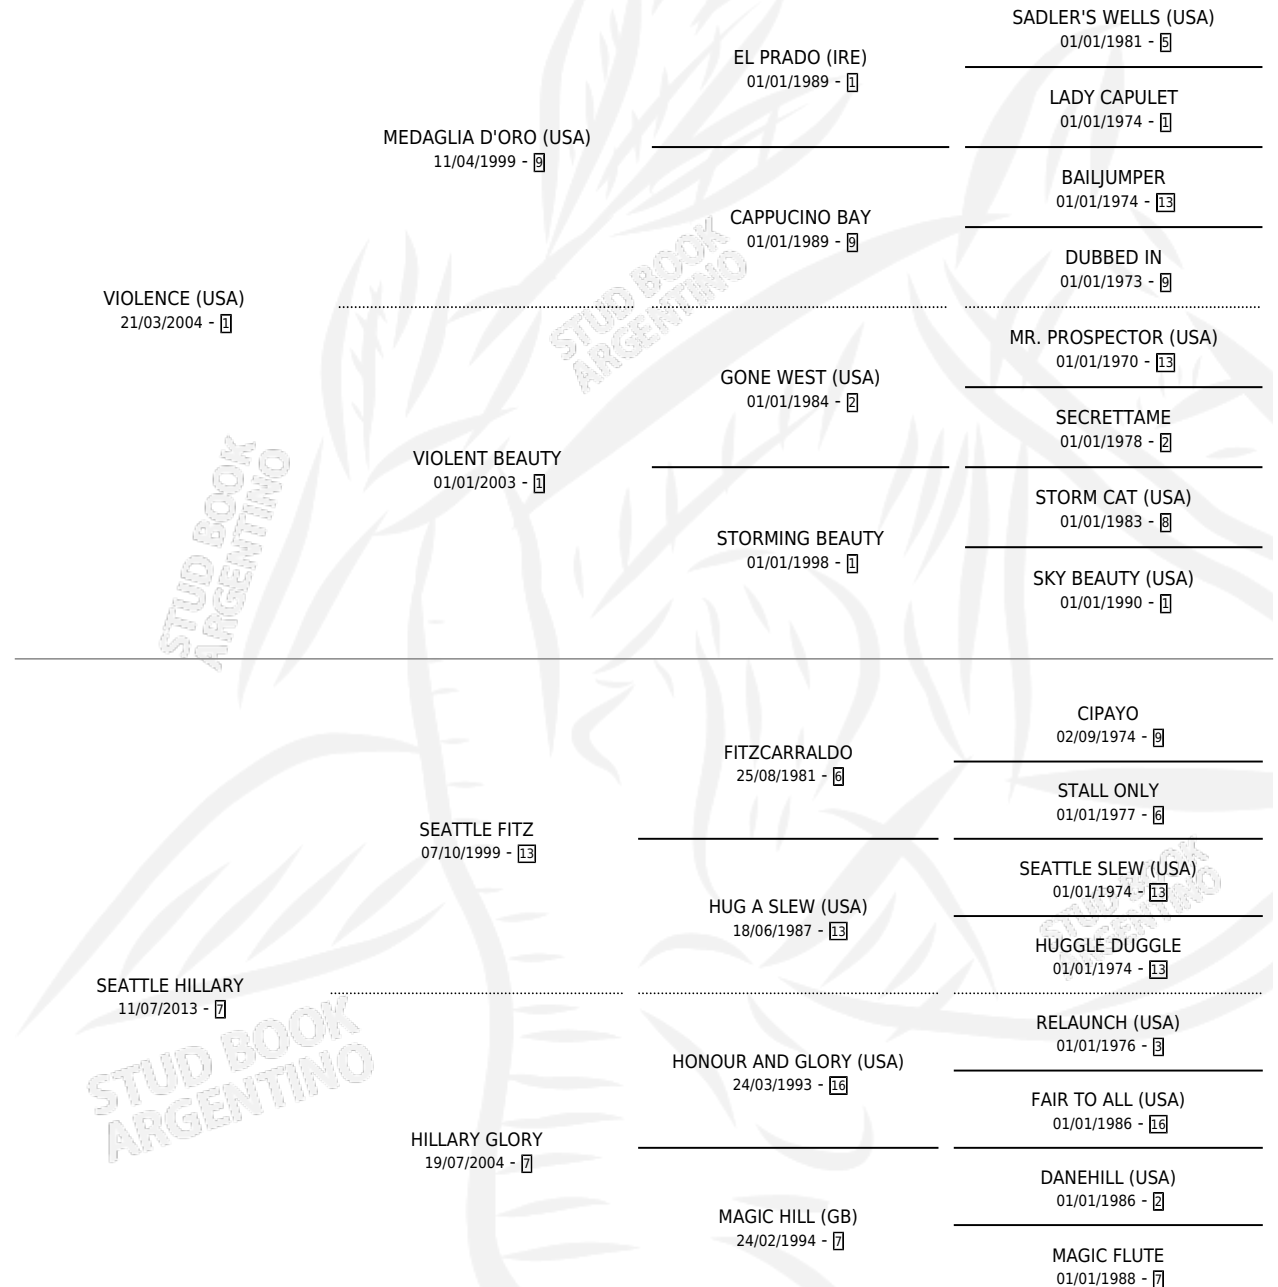 SADLER'S WELLS (USA)
01/01/1981 - 5
EL PRADO (IRE)
01/01/1989 - 1
LADY CAPULET
01/01/1974 - 1
MEDAGLIA D'ORO (USA)
11/04/1999 - 9
BAILJUMPER
01/01/1974 - 13
CAPPUCINO BAY
01/01/1989 - 9
DUBBED IN
01/01/1973 - 9
VIOLENCE (USA)
21/03/2004 - 1
STUD BOOK
ARGENTINO
MR. PROSPECTOR (USA)
01/01/1970 - 13
GONE WEST (USA)
01/01/1984 - 2
SECRETTAME
01/01/1978 - 2
VIOLENT BEAUTY
01/01/2003 - 1
STORM CAT (USA)
01/01/1983 - 8
STORMING BEAUTY
01/01/1998 - 1
SKY BEAUTY (USA)
01/01/1990 - 1
STUD BOOK
ARGENTINO
CIPAYO
02/09/1974 - 9
FITZCARRALDO
25/08/1981 - 6
STALL ONLY
01/01/1977 - 6
SEATTLE FITZ
07/10/1999 - 13
SEATTLE SLEW (USA)
01/01/1974 - 13
HUG A SLEW (USA)
18/06/1987 - 13
HUGGLE DUGGLE
01/01/1974 - 13
STUD BOOK
ARGENTINO
SEATTLE HILLARY
11/07/2013 - 7
STUD BOOK
ARGENTINO
RELAUNCH (USA)
01/01/1976 - 3
HONOUR AND GLORY (USA)
24/03/1993 - 16
FAIR TO ALL (USA)
01/01/1986 - 16
HILLARY GLORY
19/07/2004 - 7
DANEHILL (USA)
01/01/1986 - 2
MAGIC HILL (GB)
24/02/1994 - 7
MAGIC FLUTE
01/01/1988 - 7